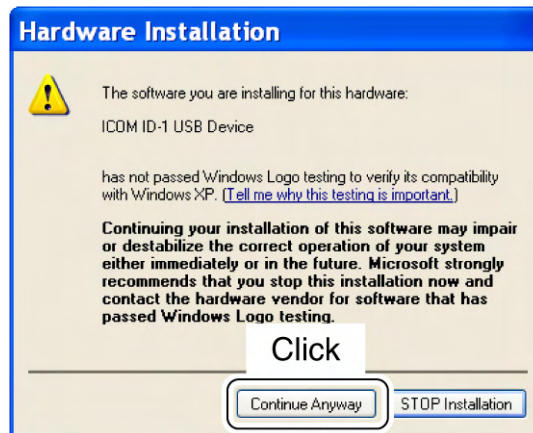 Hardware Installation
The software you are installing for this hardware:
ICOM ID-1 USB Device
has not passed Windows Logo testing to verify its compatibility
with Windows XP. (Tell me why this testing is important.)
Continuing your installation of this software may impair
or destabilize the correct operation of your system
either immediately or in the future. Microsoft strongly
recommends that you stop this installation now and
contact the hardware vendor for software that has
passed Windows Logo testing.
Click
Continue Anyway STOP Installation